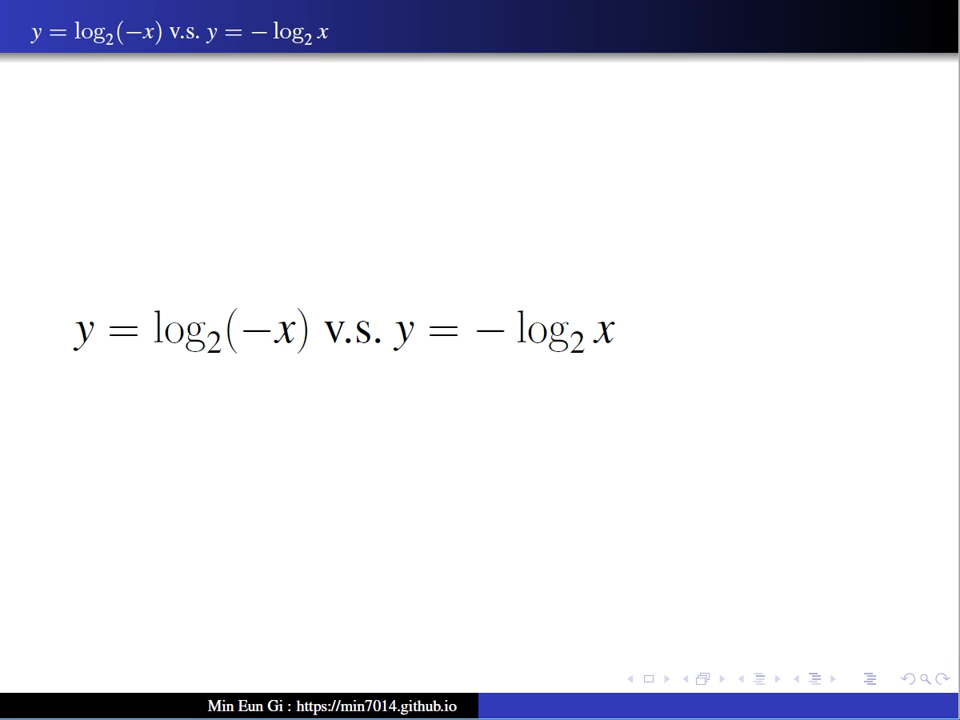 y = log₂(−x) v.s. y = − log₂ x
y = log₂(−x) v.s. y = − log₂ x
Min Eun Gi : https://min7014.github.io